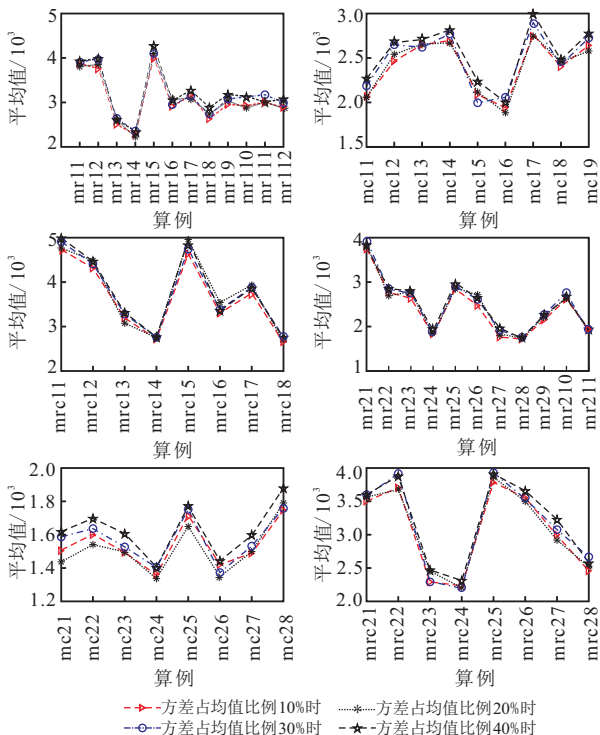 平均值/10³
5
4
3
2
mr11
mr12
mr13
mr14
mr15
mr16
mr17
mr18
mr19
mr110
mr111
mr112
算例
平均值/10³
3.0
2.5
2.0
1.5
mc11
mc12
mc13
mc14
mc15
mc16
mc17
mc18
mc19
算例
平均值/10³
5
4
3
2
mrc11
mrc12
mrc13
mrc14
mrc15
mrc16
mrc17
mrc18
算例
平均值/10³
4
3
2
1
mr21
mr22
mr23
mr24
mr25
mr26
mr27
mr28
mr29
mr210
mr211
算例
平均值/10³
2.0
1.8
1.6
1.4
1.2
mc21
mc22
mc23
mc24
mc25
mc26
mc27
mc28
算例
平均值/10³
4.0
3.5
3.0
2.5
2.0
mrc21
mrc22
mrc23
mrc24
mrc25
mrc26
mrc27
mrc28
算例
方差占均值比例10%时
方差占均值比例20%时
方差占均值比例30%时
方差占均值比例40%时